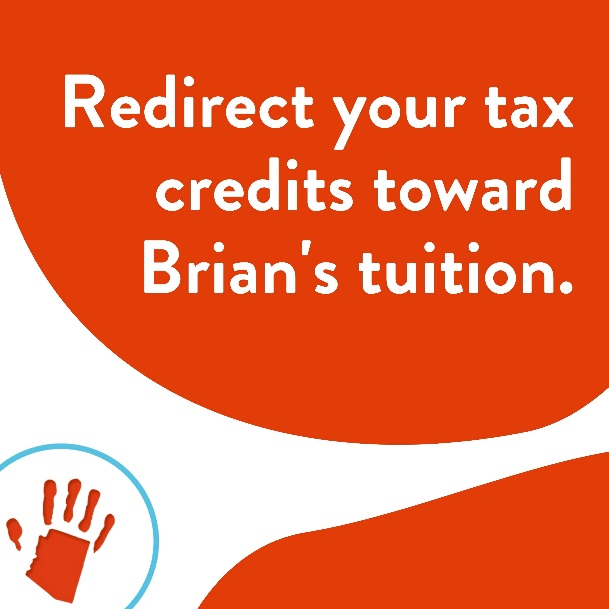 Redirect your tax
credits toward
Brian's tuition.